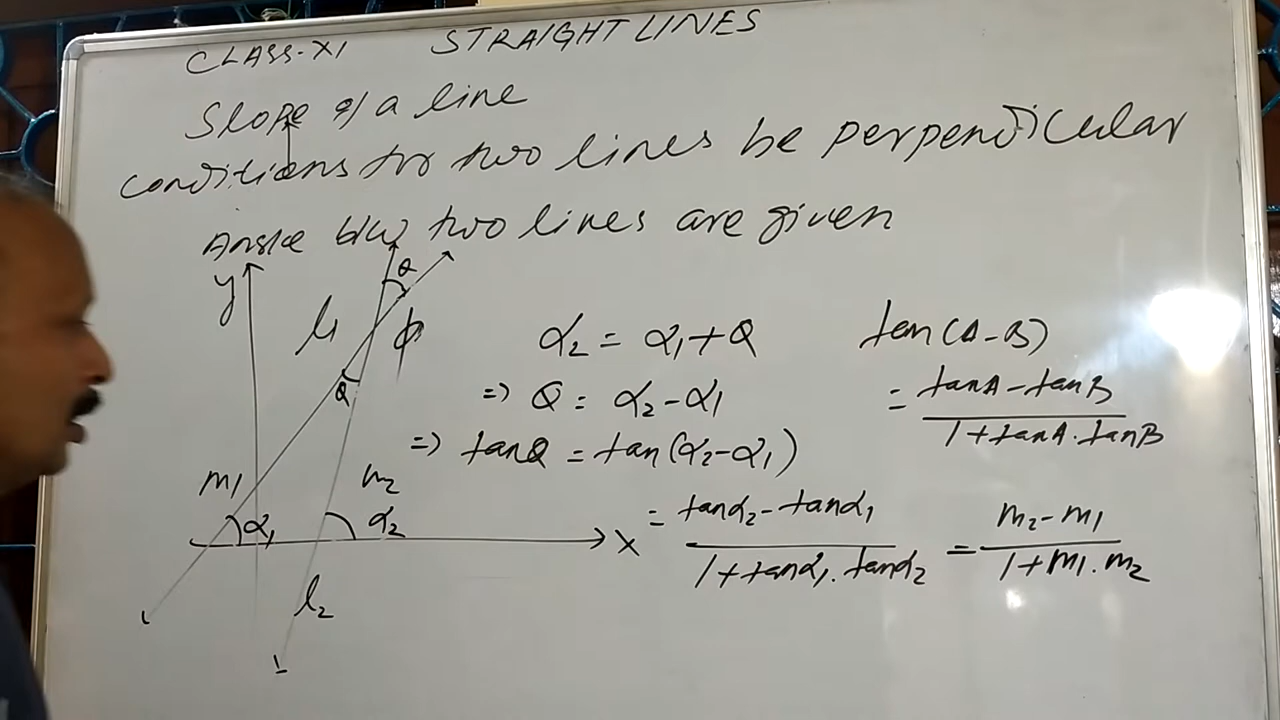 CLASS-XI STRAIGHT LINES
Slope of a line
conditions for two lines be perpendicular
Angle b/w two lines are given
y θ
l1 ϕ
θ
m1 m2
α1 α2
X
l2
α2 = α1+θ
=> θ = α2-α1
=> tanθ = tan(α2-α1)
= tanα2-tanα1 / 1+tanα1.tanα2 = m2-m1 / 1+m1.m2
tan(A-B)
= tanA-tanB / 1+tanA.tanB